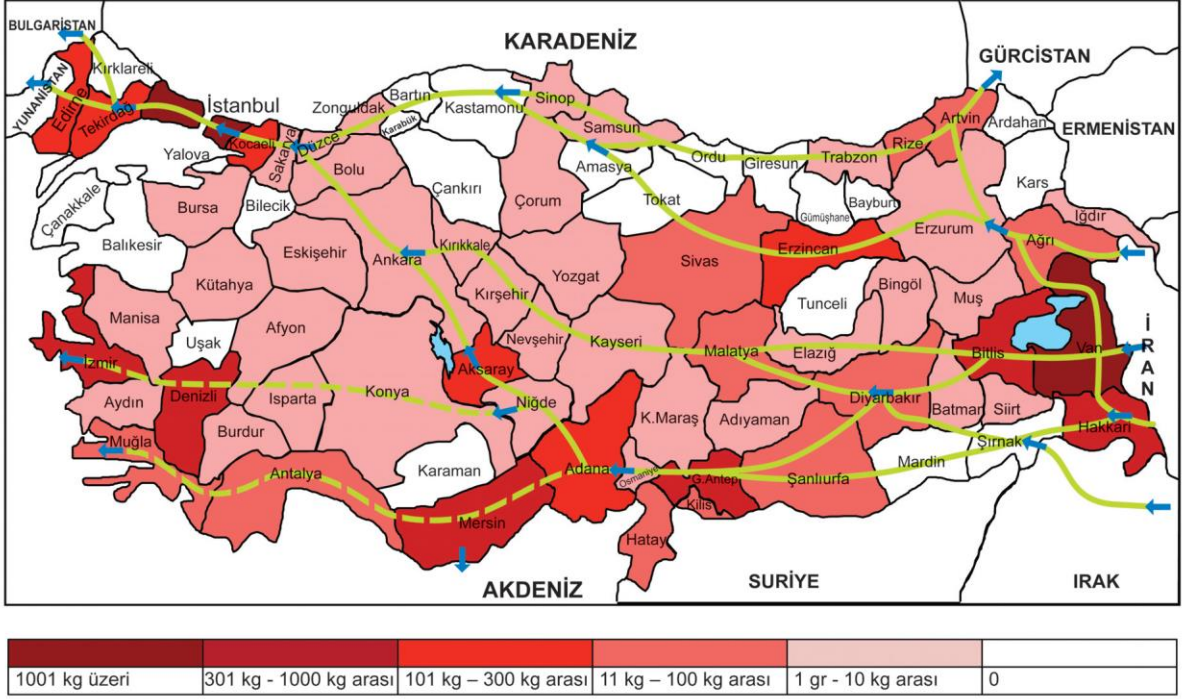 BULGARİSTAN
KARADENİZ
GÜRCİSTAN
YUNANİSTAN
Kırklareli
Edirne
Tekirdağ
İstanbul
Kocaeli
Yalova
Sakarya
Düzce
Zonguldak
Bartın
Karabük
Kastamonu
Sinop
Samsun
Amasya
Ordu
Giresun
Trabzon
Rize
Artvin
Ardahan
ERMENİSTAN
Çanakkale
Balıkesir
Bursa
Bilecik
Bolu
Çankırı
Çorum
Tokat
Gümüşhane
Bayburt
Erzurum
Kars
Iğdır
Ağrı
Eskişehir
Kütahya
Ankara
Kırıkkale
Kırşehir
Yozgat
Sivas
Erzincan
Tunceli
Bingöl
Muş
Manisa
Uşak
Afyon
Nevşehir
Kayseri
Malatya
Elazığ
Bitlis
Van
İRAN
İzmir
Aydın
Denizli
Isparta
Konya
Aksaray
Niğde
K.Maraş
Adıyaman
Diyarbakır
Batman
Siirt
Şırnak
Hakkari
Muğla
Burdur
Antalya
Karaman
Mersin
Adana
Osmaniye
G.Antep
Kilis
Şanlıurfa
Mardin
Hatay
AKDENİZ
SURİYE
IRAK
1001 kg üzeri
301 kg - 1000 kg arası
101 kg – 300 kg arası
11 kg – 100 kg arası
1 gr - 10 kg arası
0